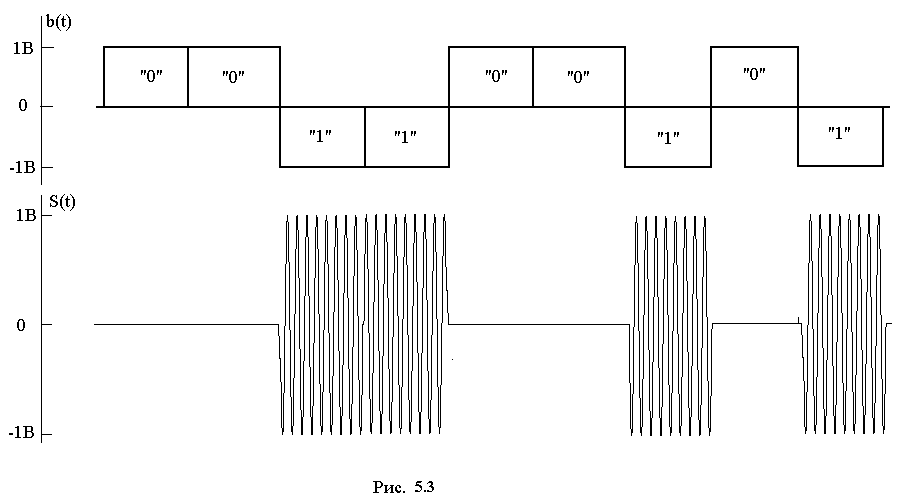 b(t)
1В
"0" "0" "0" "0" "0"
0
"1" "1" "1" "1"
-1В
S(t)
1В
0
-1В
Рис. 5.3